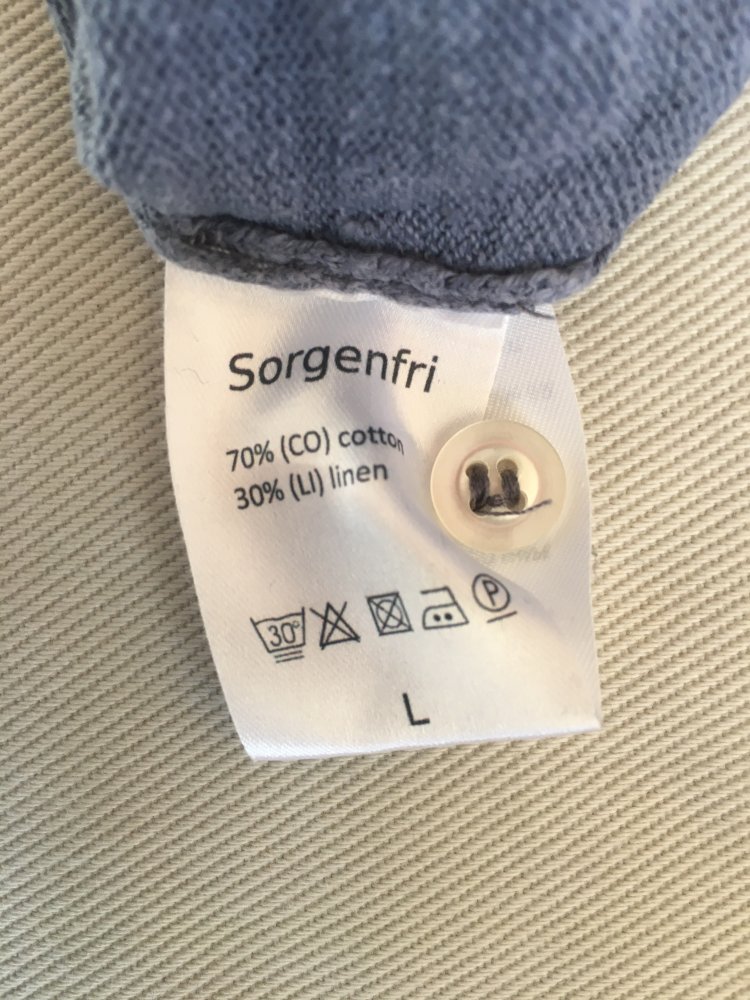 Sorgenfri
70% (CO) cotton
30% (LI) linen
30°
P
L